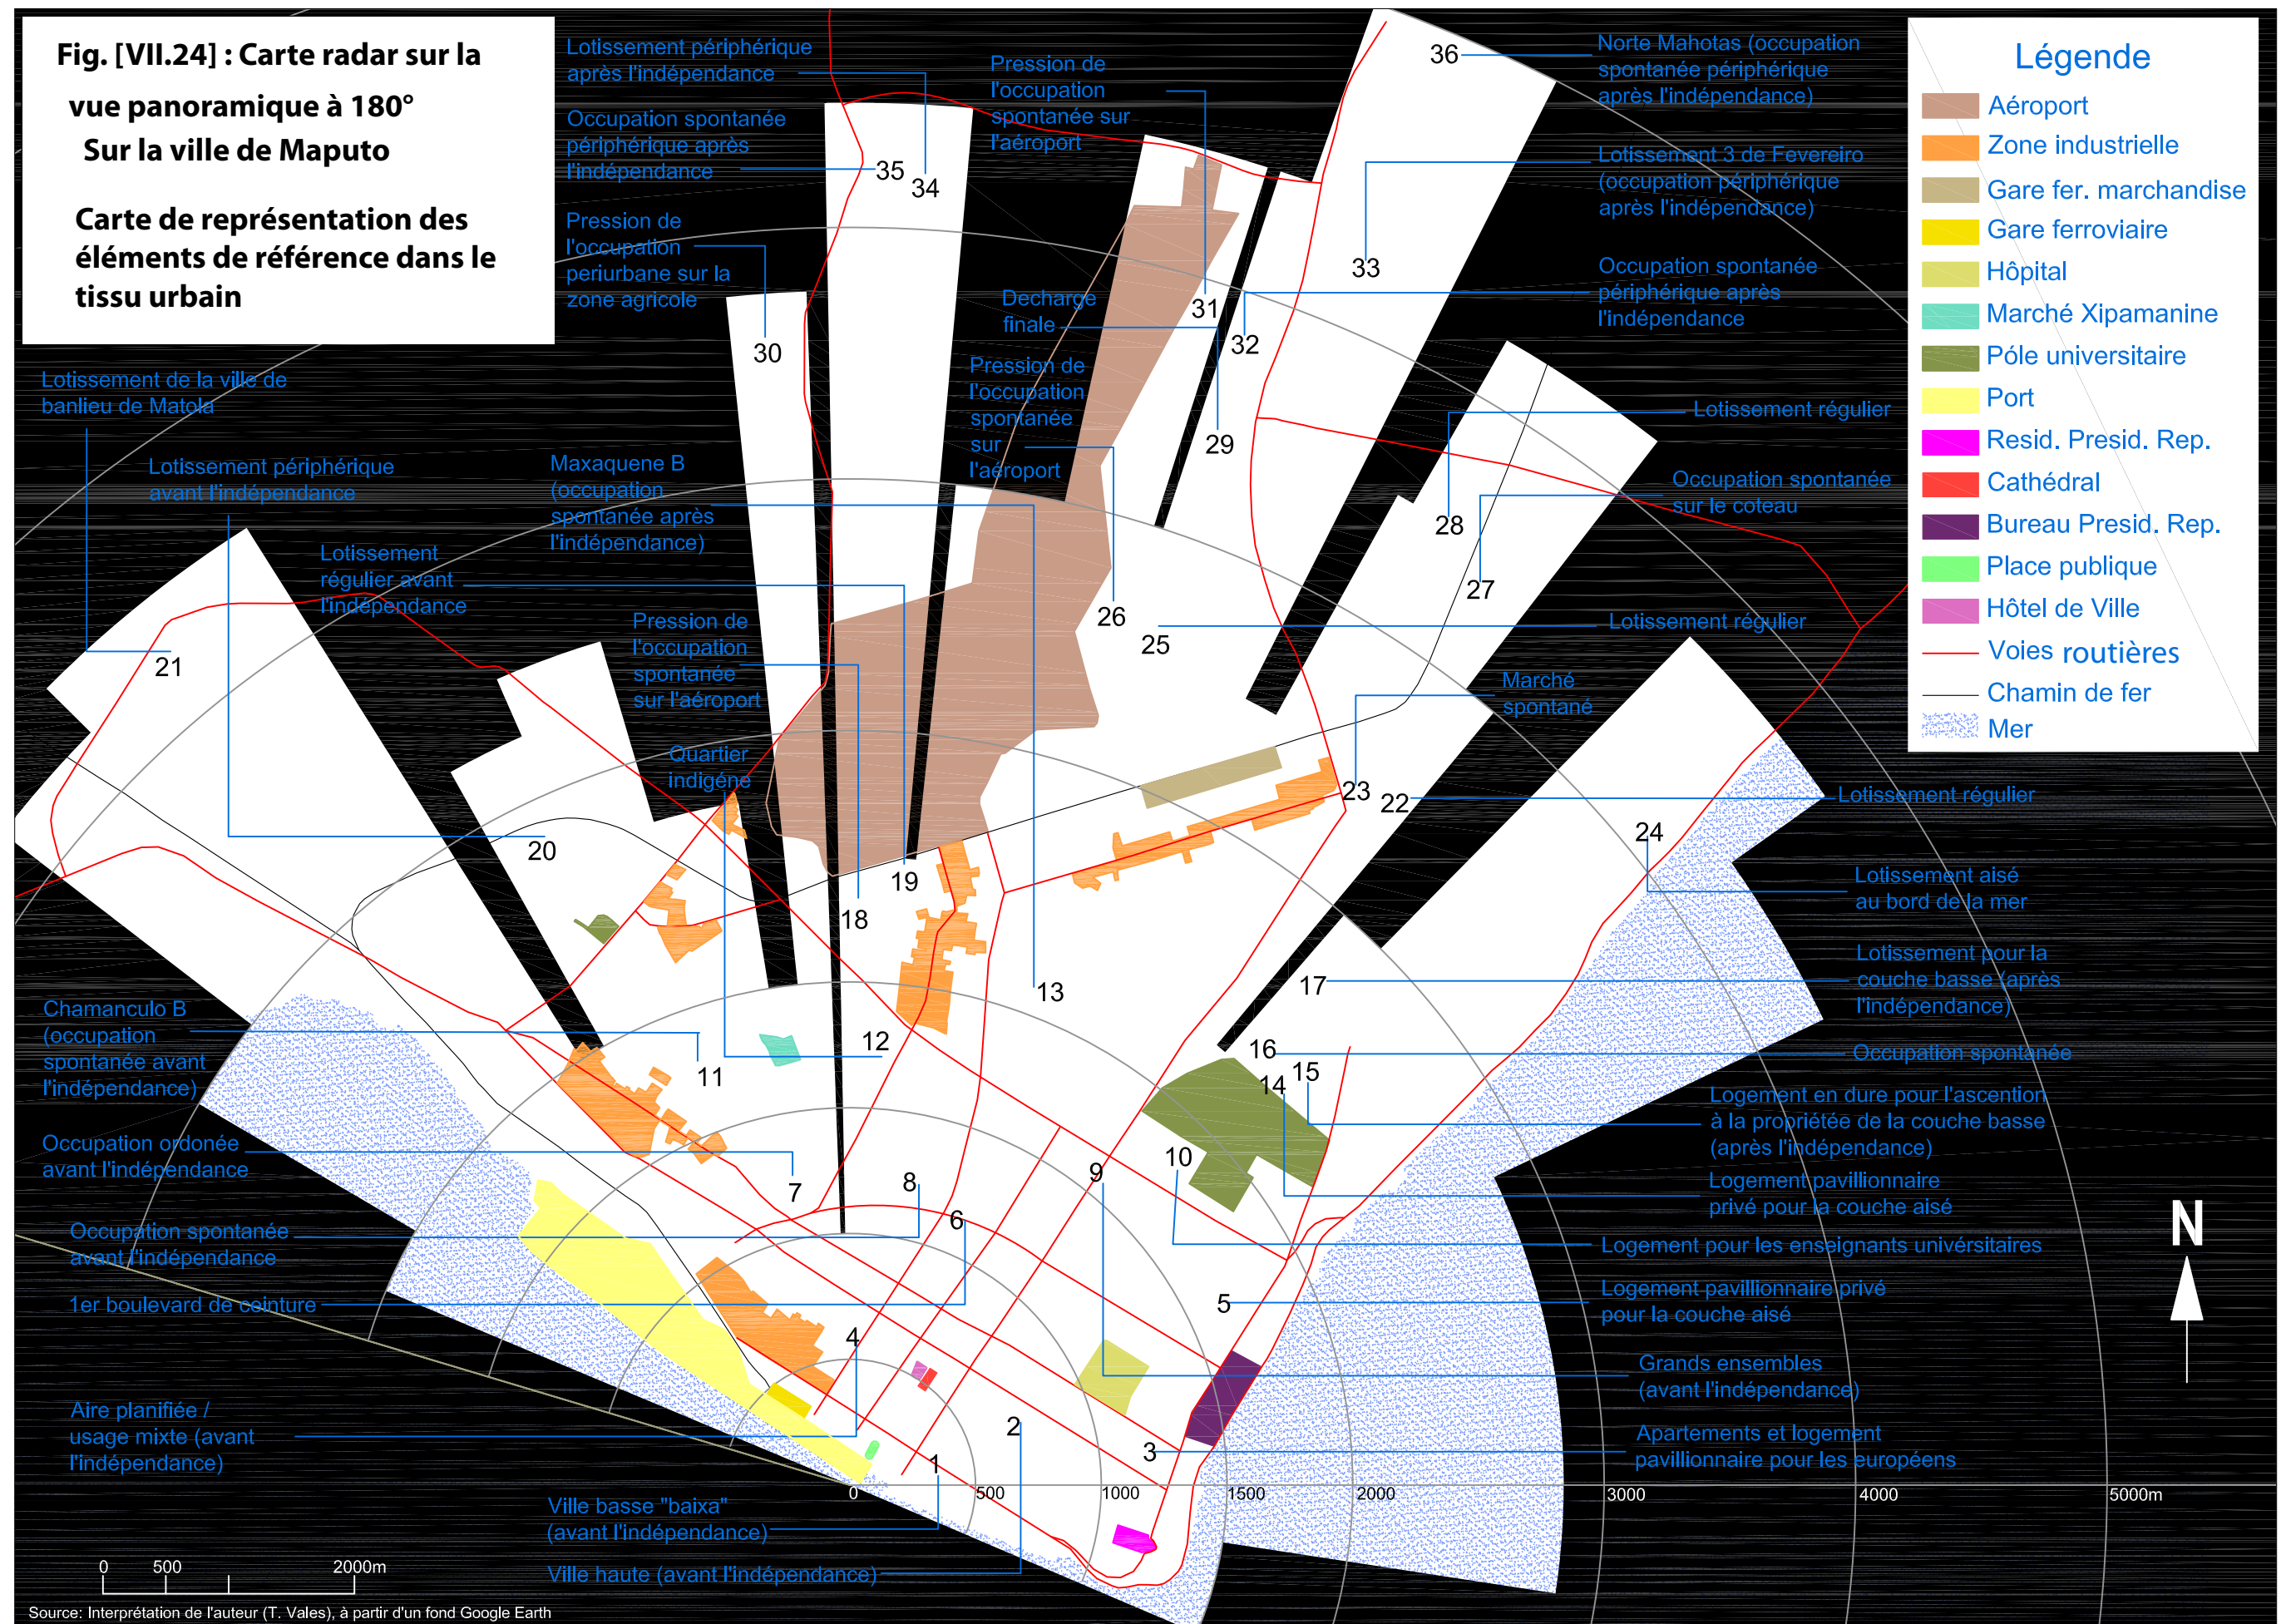 Fig. [VII.24] : Carte radar sur la
vue panoramique à 180°
Sur la ville de Maputo
Carte de représentation des
éléments de référence dans le
tissu urbain
Lotissement périphérique
après l'indépendance
Occupation spontanée
périphérique après
l'indépendance
Pression de
l'occupation
periurbane sur la
zone agricole
Pression de
l'occupation
spontanée sur
l'aéroport
Decharge
finale
Pression de
l'occupation
spontanée
sur
l'aéroport
Norte Mahotas (occupation
spontanée périphérique
après l'indépendance)
Lotissement 3 de Fevereiro
(occupation périphérique
après l'indépendance)
Occupation spontanée
périphérique après
l'indépendance
Lotissement régulier
Occupation spontanée
sur le coteau
Lotissement régulier
Marché
spontané
Lotissement régulier
Lotissement aisé
au bord de la mer
Lotissement pour la
couche basse (après
l'indépendance)
Occupation spontanée
Logement en dure pour l'ascention
à la propriétée de la couche basse
(après l'indépendance)
Logement pavillionnaire
privé pour la couche aisé
Logement pour les enseignants univérsitaires
Logement pavillionnaire privé
pour la couche aisé
Grands ensembles
(avant l'indépendance)
Apartements et logement
pavillionnaire pour les européens
Légende
Aéroport
Zone industrielle
Gare fer. marchandise
Gare ferroviaire
Hôpital
Marché Xipamanine
Póle universitaire
Port
Resid. Presid. Rep.
Cathédral
Bureau Presid. Rep.
Place publique
Hôtel de Ville
Voies routières
Chamin de fer
Mer
Lotissement de la ville de
banlieu de Matola
Lotissement périphérique
avant l'indépendance
Lotissement
régulier avant
l'indépendance
Maxaquene B
(occupation
spontanée après
l'indépendance)
Pression de
l'occupation
spontanée
sur l'aéroport
Quartier
indigéne
Chamanculo B
(occupation
spontanée avant
l'indépendance)
Occupation ordonée
avant l'indépendance
Occupation spontanée
avant l'indépendance
1er boulevard de ceinture
Aire planifiée /
usage mixte (avant
l'indépendance)
Ville basse "baixa"
(avant l'indépendance)
Ville haute (avant l'indépendance)
36
35
34
33
31
32
30
29
28
27
26
25
21
20
23
22
24
19
18
17
13
12
16
15
14
11
10
9
8
7
6
5
4
3
2
1
N
0 500 1000 1500 2000 3000 4000 5000m
0 500 2000m
Source: Interprétation de l'auteur (T. Vales), à partir d'un fond Google Earth